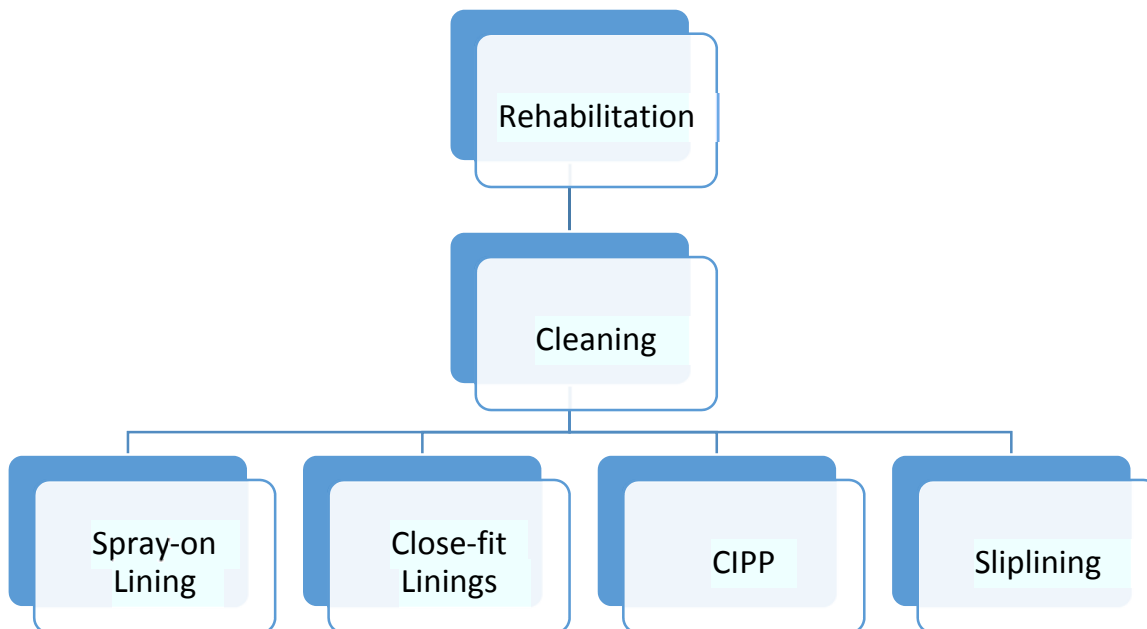 Rehabilitation
Cleaning
Spray-on
Lining
Close-fit
Linings
CIPP
Sliplining